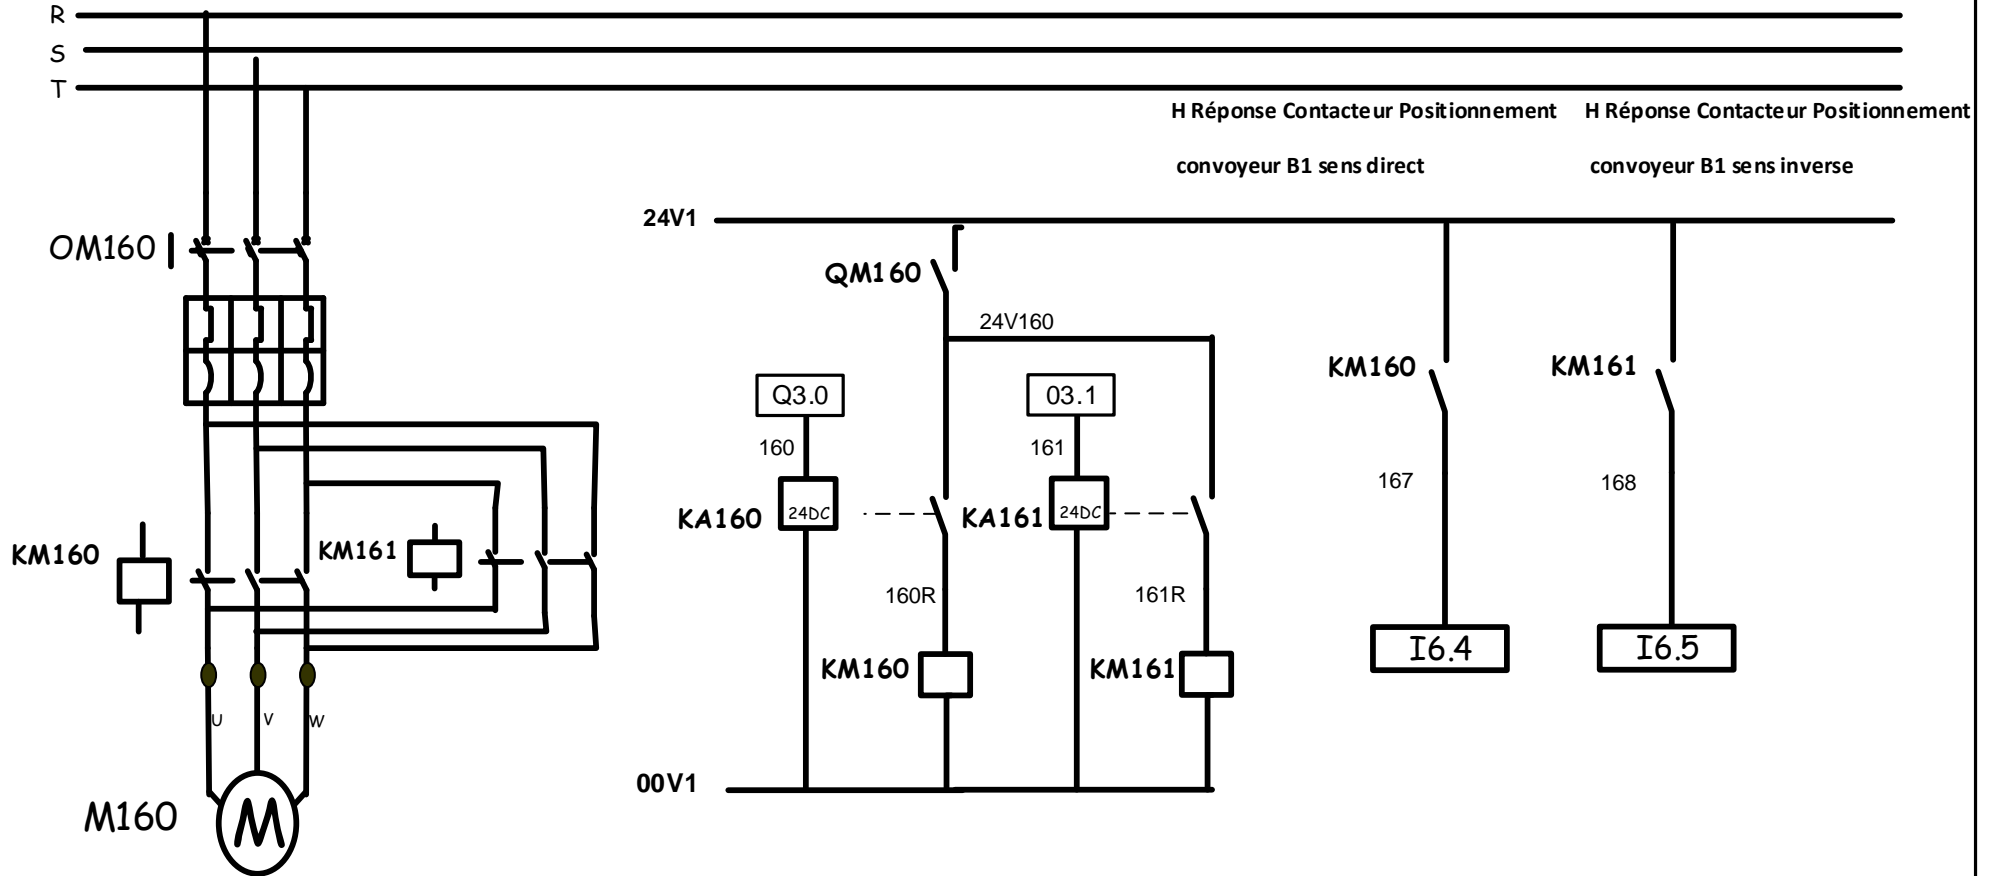 R
S
T
H Réponse Contacteur Positionnement
convoyeur B1 sens direct
H Réponse Contacteur Positionnement
convoyeur B1 sens inverse
24V1
OM160
QM160
24V160
KM160
KM161
Q3.0
03.1
160
161
167
168
KA160
24DC
KA161
24DC
KM160
KM161
160R
161R
I6.4
I6.5
KM160
KM161
U
V
W
00V1
M160
M